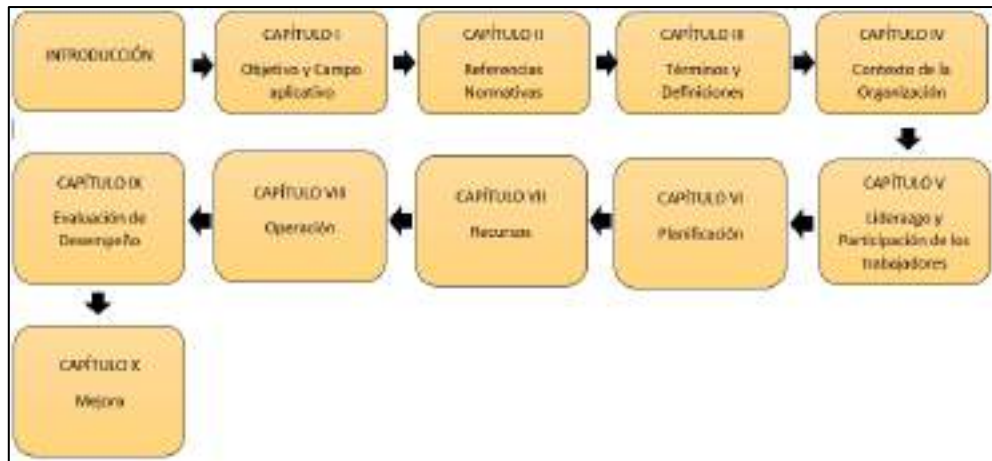 INTRODUCCIÓN
CAPÍTULO I
Objetivo y Campo
aplicativo
CAPÍTULO II
Referencias
Normativas
CAPÍTULO III
Términos y
Definiciones
CAPÍTULO IV
Contexto de la
Organización
CAPÍTULO V
Liderazgo y
Participación de los
trabajadores
CAPÍTULO VI
Planificación
CAPÍTULO VII
Recursos
CAPÍTULO VIII
Operación
CAPÍTULO IX
Evaluación de
Desempeño
CAPÍTULO X
Mejora